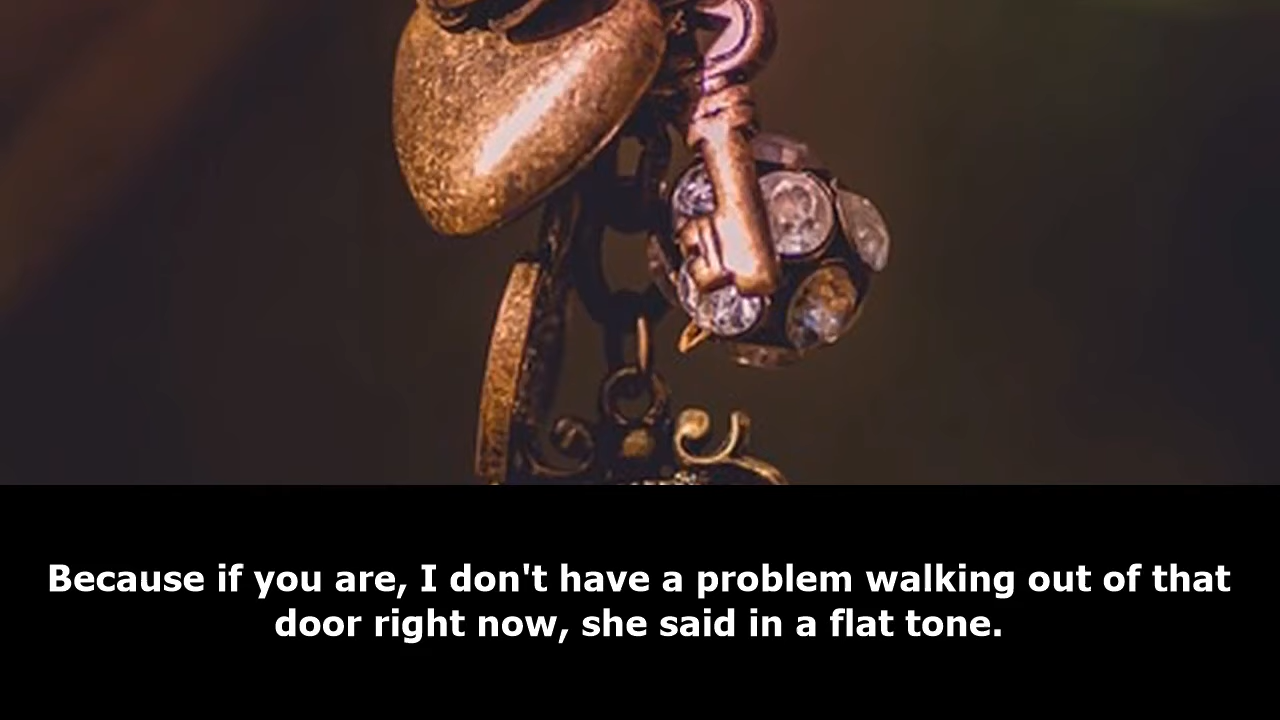 Because if you are, I don't have a problem walking out of that
door right now, she said in a flat tone.